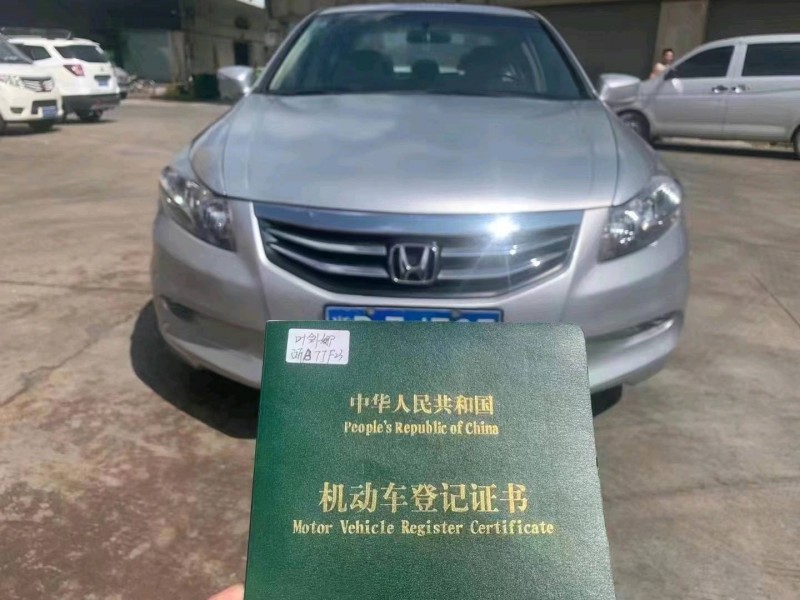 中华人民共和国
People's Republic of China
机动车登记证书
Motor Vehicle Register Certificate